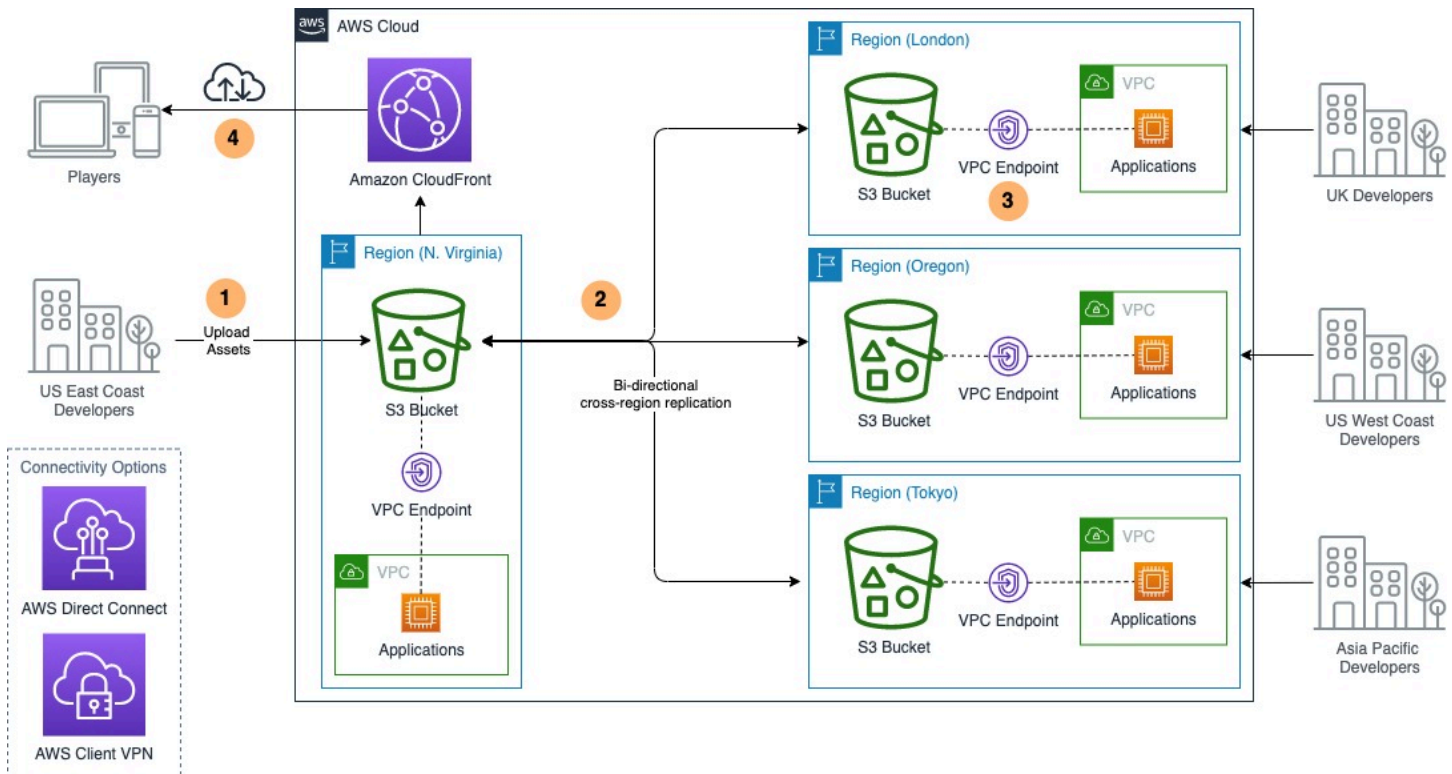 aws
AWS Cloud
Players
4
Amazon CloudFront
Region (N. Virginia)
1
Upload
Assets
US East Coast
Developers
S3 Bucket
VPC Endpoint
VPC
Applications
2
Bi-directional
cross-region replication
Region (London)
S3 Bucket
VPC Endpoint
3
VPC
Applications
UK Developers
Region (Oregon)
S3 Bucket
VPC Endpoint
VPC
Applications
US West Coast
Developers
Region (Tokyo)
S3 Bucket
VPC Endpoint
VPC
Applications
Asia Pacific
Developers
Connectivity Options
AWS Direct Connect
AWS Client VPN